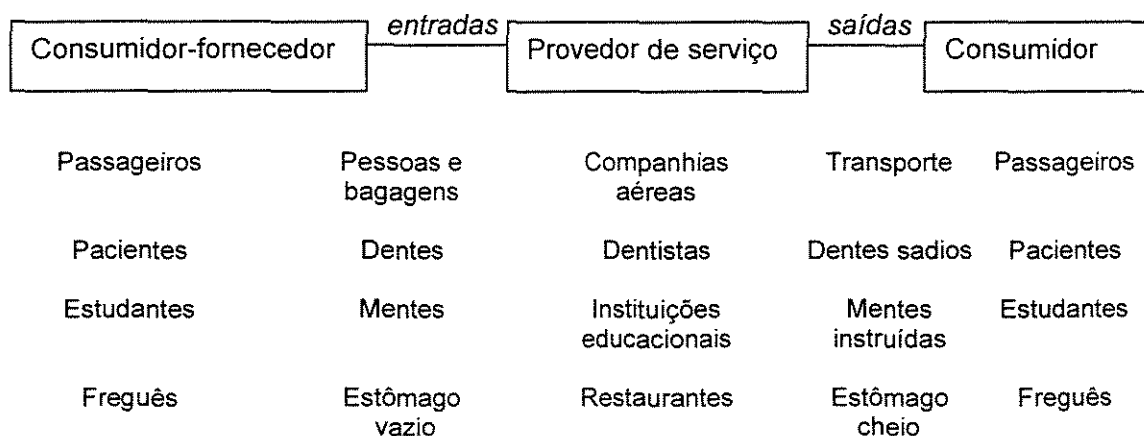 entradas saídas
Consumidor-fornecedor Provedor de serviço Consumidor
Passageiros Pessoas e bagagens Companhias aéreas Transporte Passageiros
Pacientes Dentes Dentistas Dentes sadios Pacientes
Estudantes Mentes Instituições educacionais Mentes instruídas Estudantes
Freguês Estômago vazio Restaurantes Estômago cheio Freguês